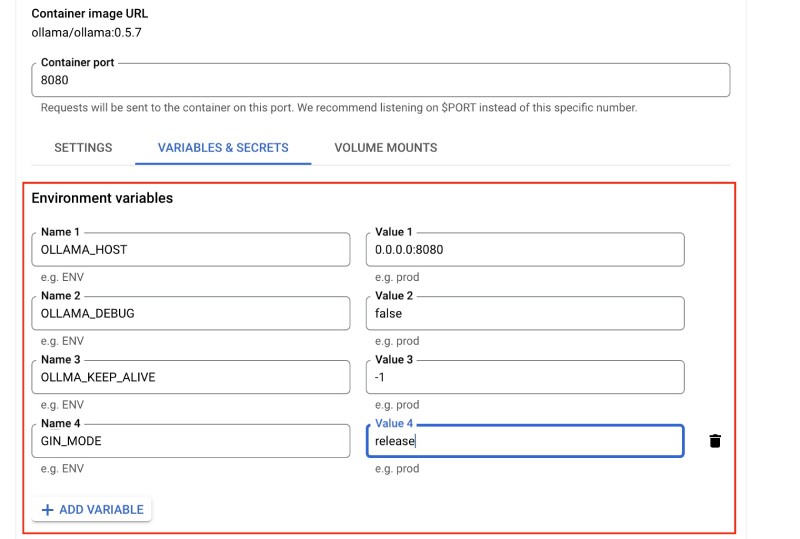 Container image URL
ollama/ollama:0.5.7
Container port
8080
Requests will be sent to the container on this port. We recommend listening on $PORT instead of this specific number.
SETTINGS VARIABLES & SECRETS VOLUME MOUNTS
Environment variables
Name 1 Value 1
OLLAMA_HOST 0.0.0.0:8080
e.g. ENV e.g. prod
Name 2 Value 2
OLLAMA_DEBUG false
e.g. ENV e.g. prod
Name 3 Value 3
OLLMA_KEEP_ALIVE -1
e.g. ENV e.g. prod
Name 4 Value 4
GIN_MODE release
e.g. ENV e.g. prod
+ ADD VARIABLE